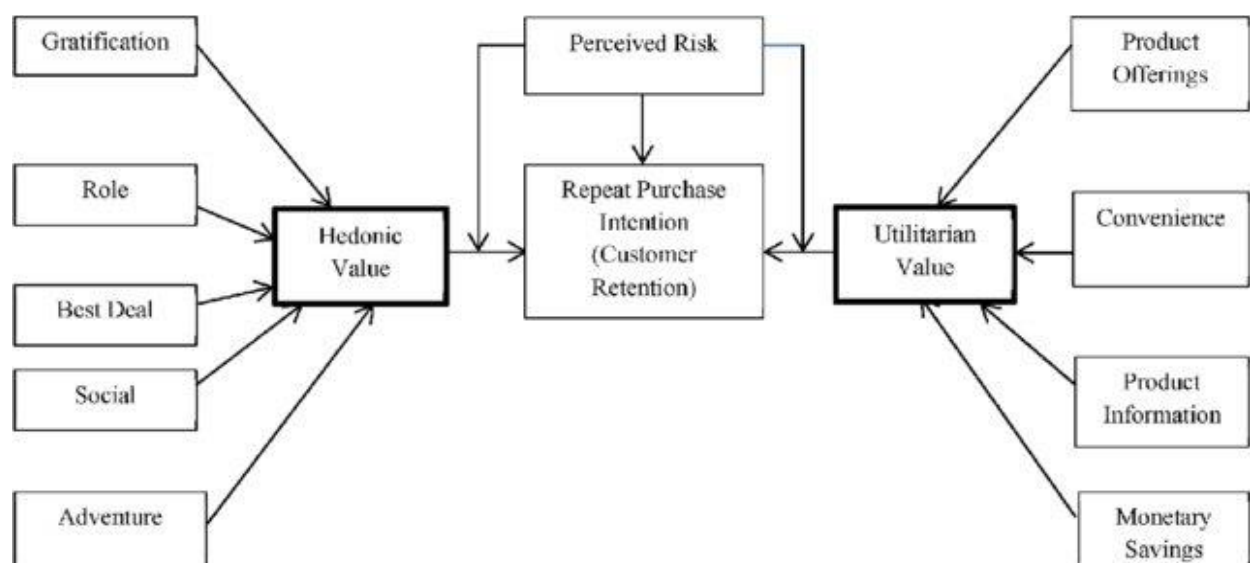 Gratification
Role
Best Deal
Social
Adventure
Hedonic
Value
Perceived Risk
Repeat Purchase
Intention
(Customer
Retention)
Utilitarian
Value
Product
Offerings
Convenience
Product
Information
Monetary
Savings